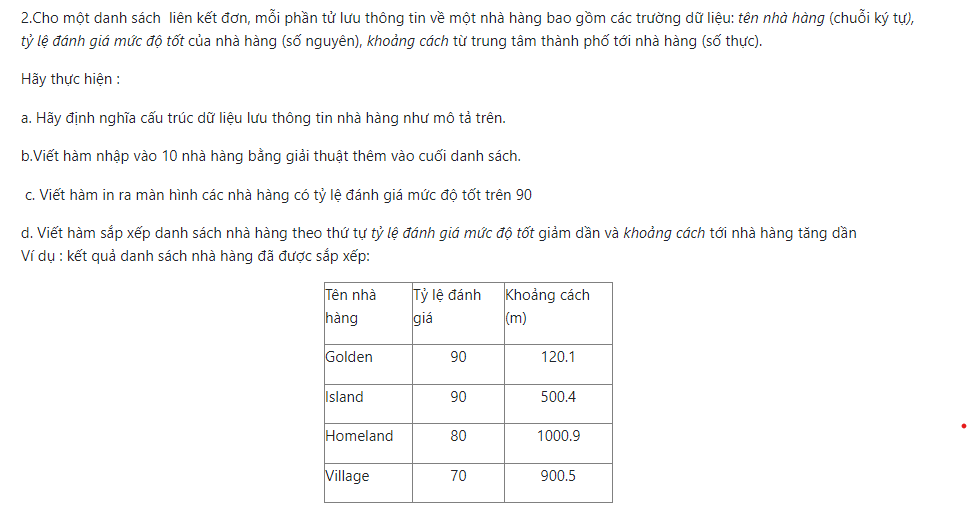 2.Cho một danh sách liên kết đơn, mỗi phần tử lưu thông tin về một nhà hàng bao gồm các trường dữ liệu: tên nhà hàng (chuỗi ký tự),
tỷ lệ đánh giá mức độ tốt của nhà hàng (số nguyên), khoảng cách từ trung tâm thành phố tới nhà hàng (số thực).
Hãy thực hiện :
a. Hãy định nghĩa cấu trúc dữ liệu lưu thông tin nhà hàng như mô tả trên.
b.Viết hàm nhập vào 10 nhà hàng bằng giải thuật thêm vào cuối danh sách.
c. Viết hàm in ra màn hình các nhà hàng có tỷ lệ đánh giá mức độ tốt trên 90
d. Viết hàm sắp xếp danh sách nhà hàng theo thứ tự tỷ lệ đánh giá mức độ tốt giảm dần và khoảng cách tới nhà hàng tăng dần
Ví dụ : kết quả danh sách nhà hàng đã được sắp xếp:
Tên nhà hàng Tỷ lệ đánh giá Khoảng cách (m)
Golden 90 120.1
Island 90 500.4
Homeland 80 1000.9
Village 70 900.5